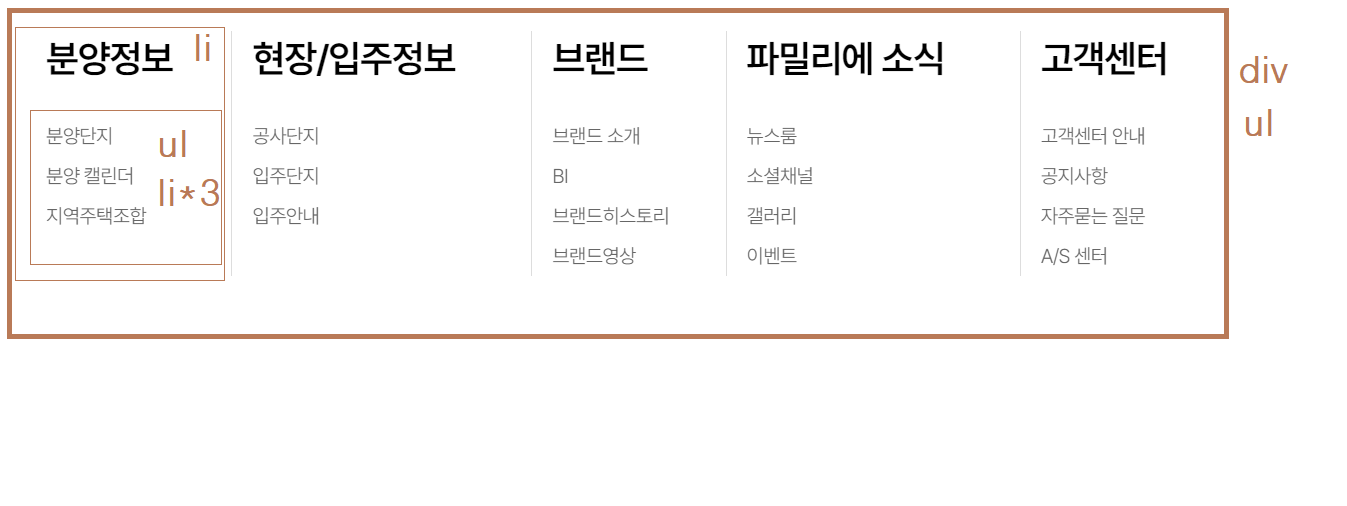 분양정보
li
분양단지
분양 캘린더
지역주택조합
ul
li*3
현장/입주정보
공사단지
입주단지
입주안내
브랜드
브랜드 소개
BI
브랜드히스토리
브랜드영상
파밀리에 소식
뉴스룸
소셜채널
갤러리
이벤트
고객센터
고객센터 안내
공지사항
자주묻는 질문
A/S 센터
div
ul